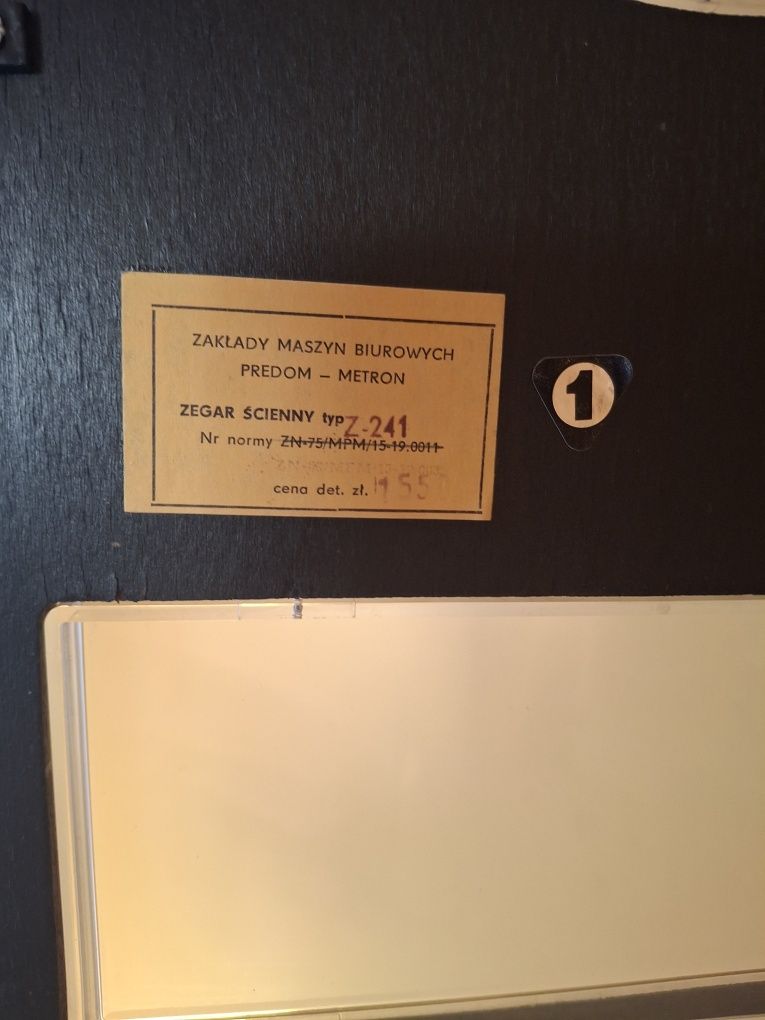 ZAKŁADY MASZYN BIUROWYCH
PREDOM – METRON
ZEGAR ŚCIENNY typ Z-241
Nr normy ZN-75/MPM/15-19.0011
cena det. zł. 1550
1